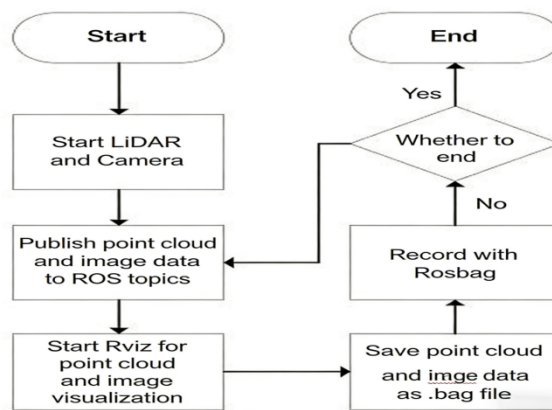 Start
Start LiDAR
and Camera
Publish point cloud
and image data
to ROS topics
Start Rviz for
point cloud
and image
visualization
Save point cloud
and imge data
as .bag file
Record with
Rosbag
No
Whether to
end
Yes
End